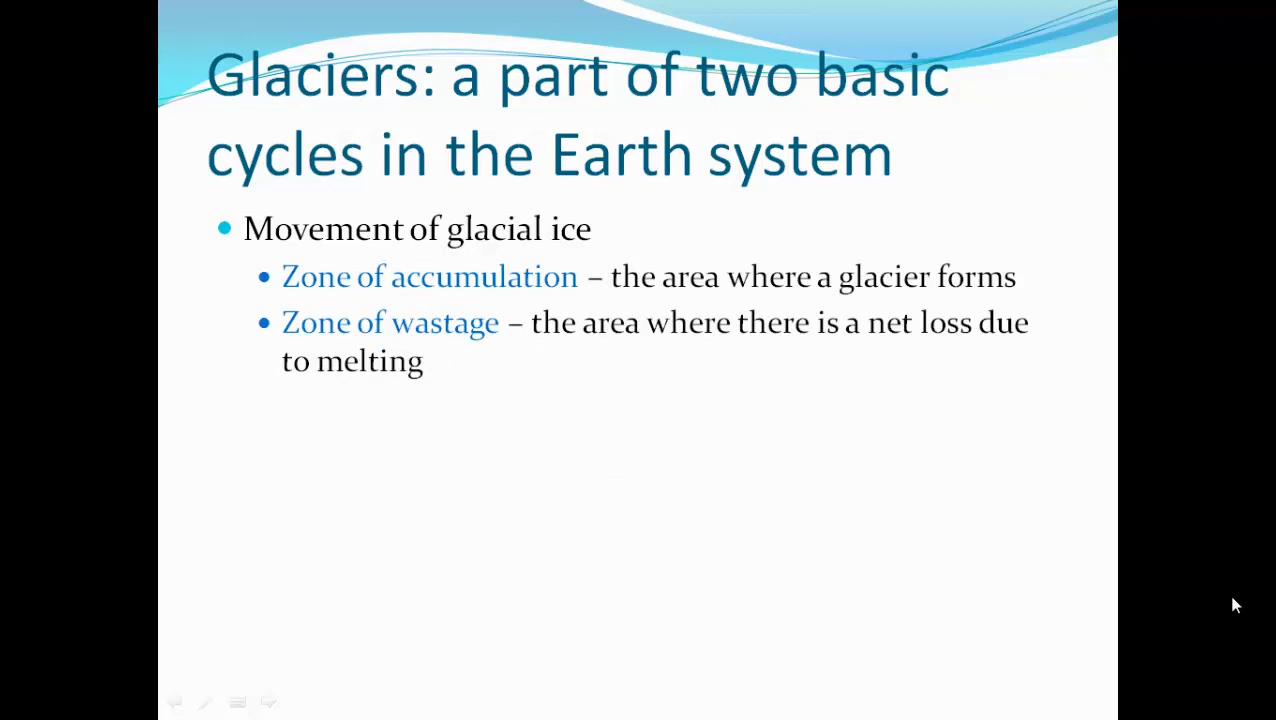 Glaciers: a part of two basic
cycles in the Earth system
• Movement of glacial ice
• Zone of accumulation – the area where a glacier forms
• Zone of wastage – the area where there is a net loss due
to melting